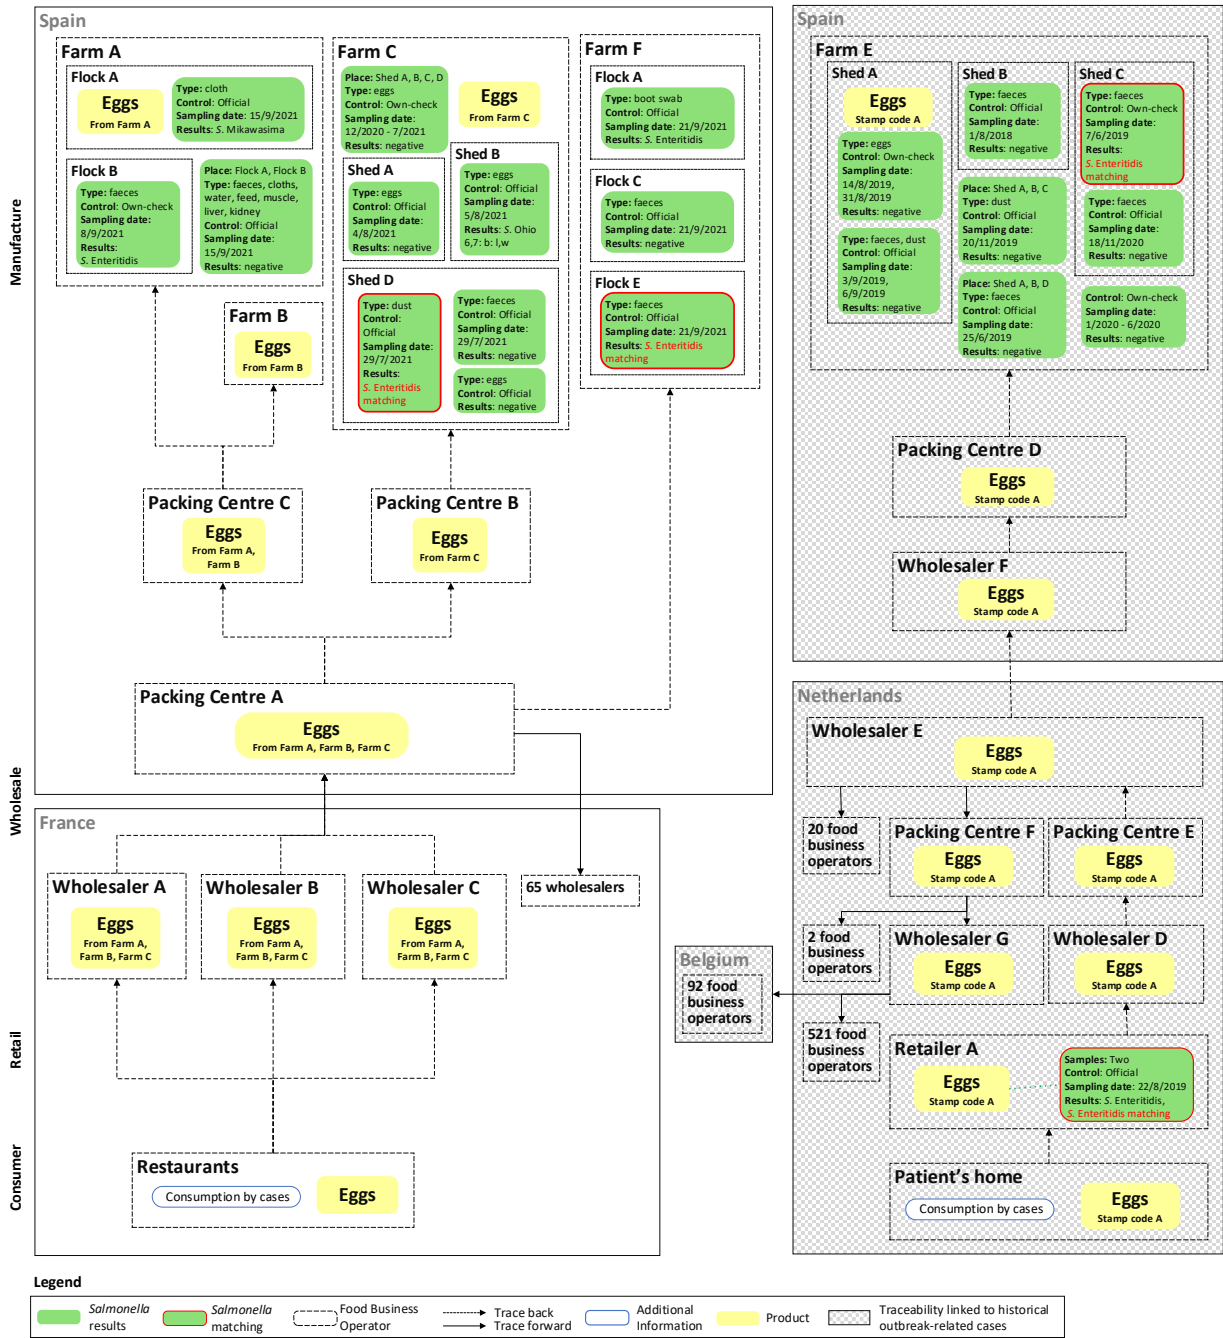 Spain
Farm A
Flock A
Eggs
From Farm A
Type: cloth
Control: Official
Sampling date: 15/9/2021
Results: S. Mikawasima
Flock B
Type: faeces
Control: Own-check
Sampling date:
8/9/2021
Results:
S. Enteritidis
Place: Flock A, Flock B
Type: faeces, cloths,
water, feed, muscle,
liver, kidney
Control: Official
Sampling date:
15/9/2021
Results: negative
Farm B
Eggs
From Farm B
Farm C
Place: Shed A, B, C, D
Type: eggs
Control: Own-check
Sampling date:
12/2020 - 7/2021
Results: negative
Eggs
From Farm C
Shed A
Type: eggs
Control: Official
Sampling date:
4/8/2021
Results: negative
Shed B
Type: eggs
Control: Official
Sampling date:
5/8/2021
Results: S. Ohio
6,7: b: l,w
Shed D
Type: dust
Control:
Official
Sampling date:
29/7/2021
Results:
S. Enteritidis
matching
Type: faeces
Control: Official
Sampling date:
29/7/2021
Results: negative
Type: eggs
Control: Official
Results: negative
Farm F
Flock A
Type: boot swab
Control: Official
Sampling date: 21/9/2021
Results: S. Enteritidis
Flock C
Type: faeces
Control: Official
Sampling date: 21/9/2021
Results: negative
Flock E
Type: faeces
Control: Official
Sampling date: 21/9/2021
Results: S. Enteritidis
matching
Packing Centre C
Eggs
From Farm A,
Farm B
Packing Centre B
Eggs
From Farm C
Packing Centre A
Eggs
From Farm A, Farm B, Farm C
France
Wholesaler A
Eggs
From Farm A,
Farm B, Farm C
Wholesaler B
Eggs
From Farm A,
Farm B, Farm C
Wholesaler C
Eggs
From Farm A,
Farm B, Farm C
65 wholesalers
Restaurants
Consumption by cases
Eggs
Manufacture
Wholesale
Retail
Consumer
Spain
Farm E
Shed A
Eggs
Stamp code A
Type: eggs
Control: Own-check
Sampling date:
14/8/2019,
31/8/2019
Results: negative
Type: faeces, dust
Control: Official
Sampling date:
3/9/2019,
6/9/2019
Results: negative
Shed B
Type: faeces
Control: Official
Sampling date:
1/8/2018
Results: negative
Place: Shed A, B, C
Type: dust
Control: Official
Sampling date:
20/11/2019
Results: negative
Place: Shed A, B, D
Type: faeces
Control: Official
Sampling date:
25/6/2019
Results: negative
Shed C
Type: faeces
Control: Own-check
Sampling date:
7/6/2019
Results:
S. Enteritidis
matching
Type: faeces
Control: Official
Sampling date:
18/11/2020
Results: negative
Control: Own-check
Sampling date:
1/2020 - 6/2020
Results: negative
Packing Centre D
Eggs
Stamp code A
Wholesaler F
Eggs
Stamp code A
Netherlands
Wholesaler E
Eggs
Stamp code A
20 food
business
operators
Packing Centre F
Eggs
Stamp code A
Packing Centre E
Eggs
Stamp code A
2 food
business
operators
Wholesaler G
Eggs
Stamp code A
Wholesaler D
Eggs
Stamp code A
Belgium
92 food
business
operators
521 food
business
operators
Retailer A
Eggs
Stamp code A
Samples: Two
Control: Official
Sampling date: 22/8/2019
Results: S. Enteritidis,
S. Enteritidis matching
Patient's home
Consumption by cases
Eggs
Stamp code A
Legend
Salmonella
results
Salmonella
matching
Food Business
Operator
Trace back
Trace forward
Additional
Information
Product
Traceability linked to historical
outbreak-related cases